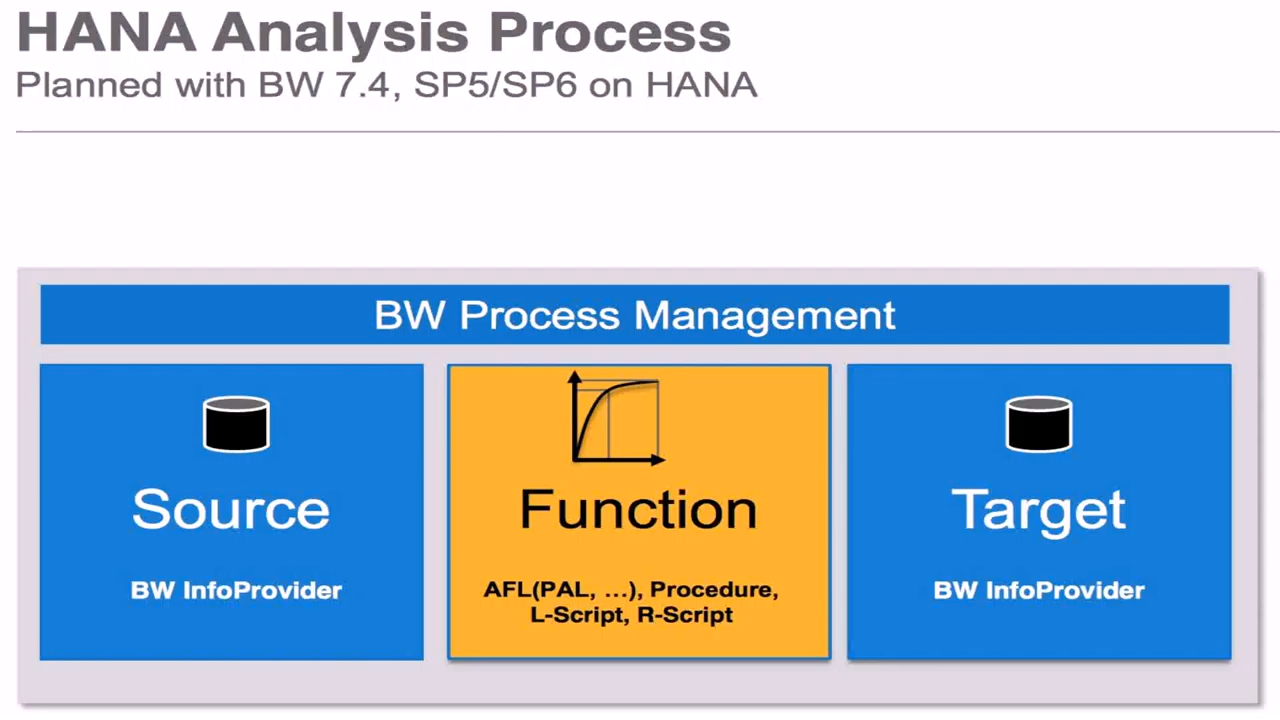 HANA Analysis Process
Planned with BW 7.4, SP5/SP6 on HANA
BW Process Management
Source
BW InfoProvider
Function
AFL(PAL, ...), Procedure,
L-Script, R-Script
Target
BW InfoProvider